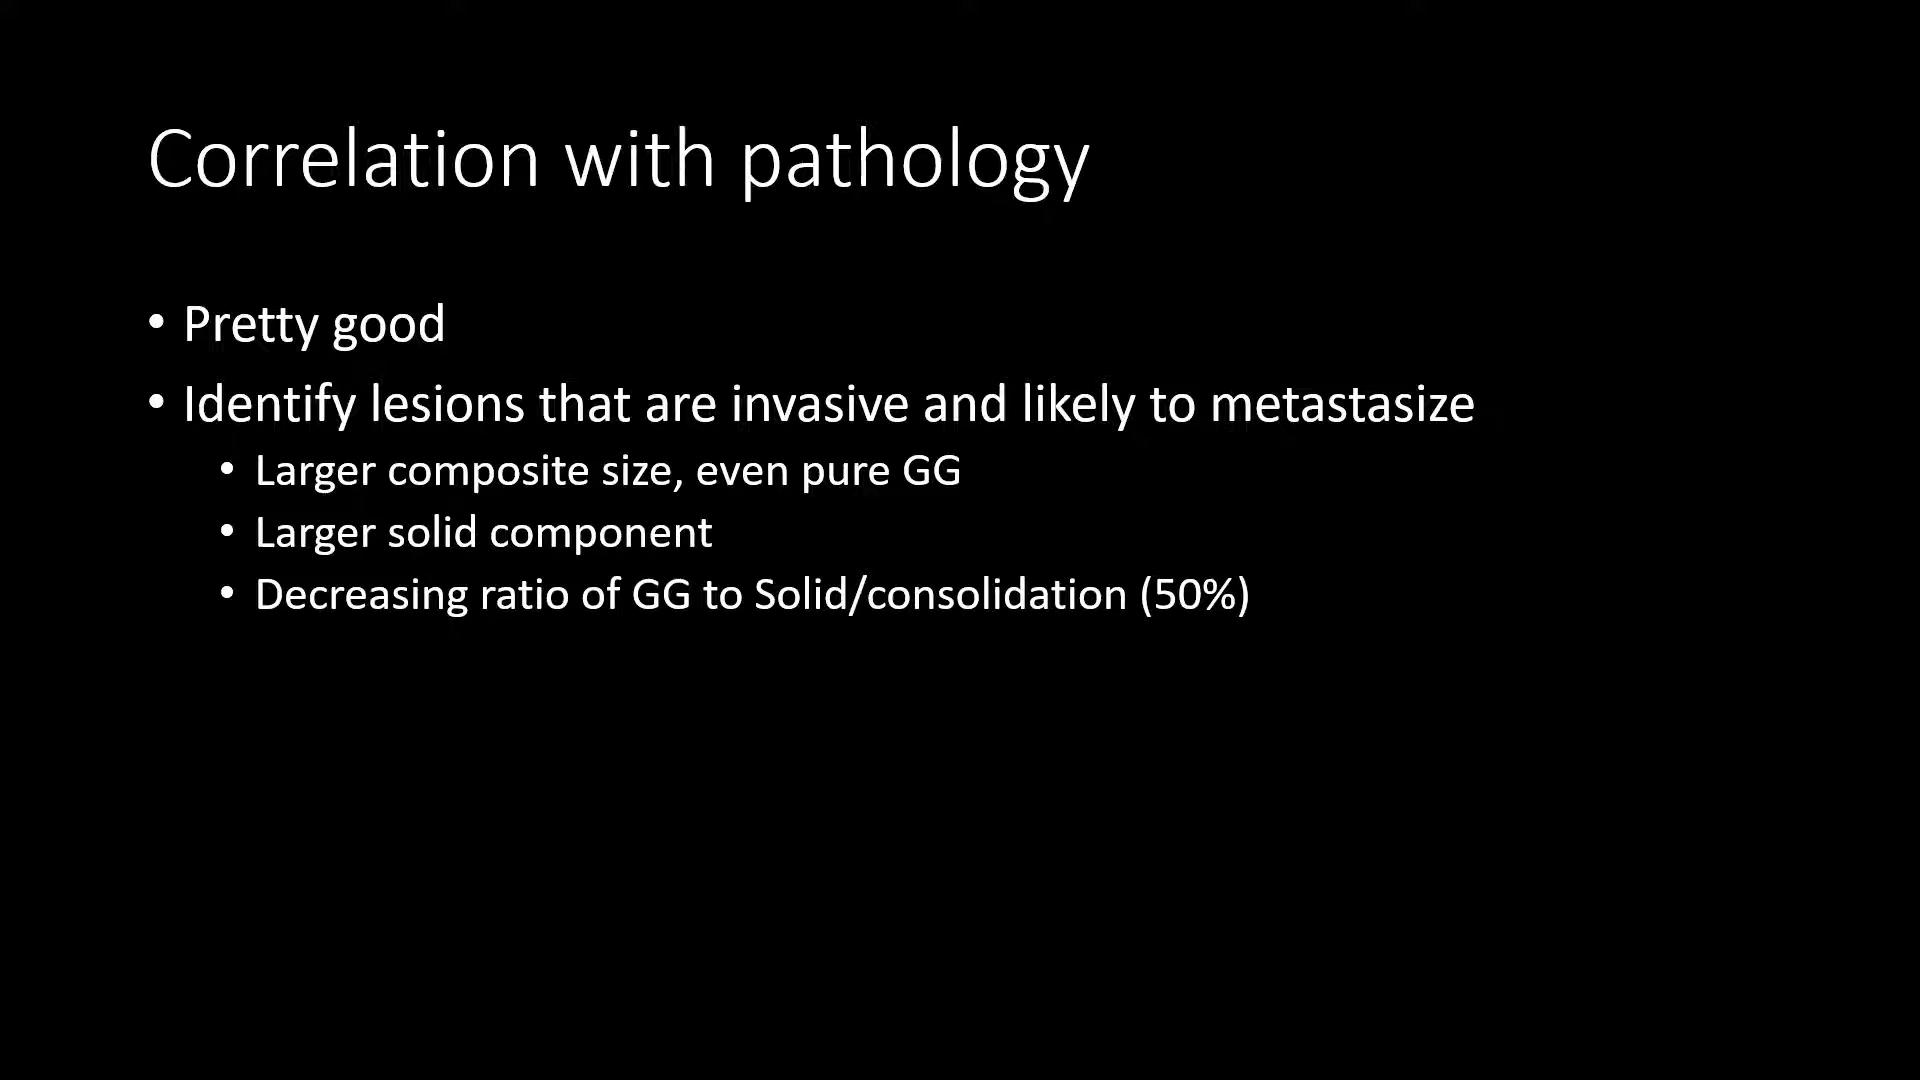 Correlation with pathology
• Pretty good
• Identify lesions that are invasive and likely to metastasize
• Larger composite size, even pure GG
• Larger solid component
• Decreasing ratio of GG to Solid/consolidation (50%)